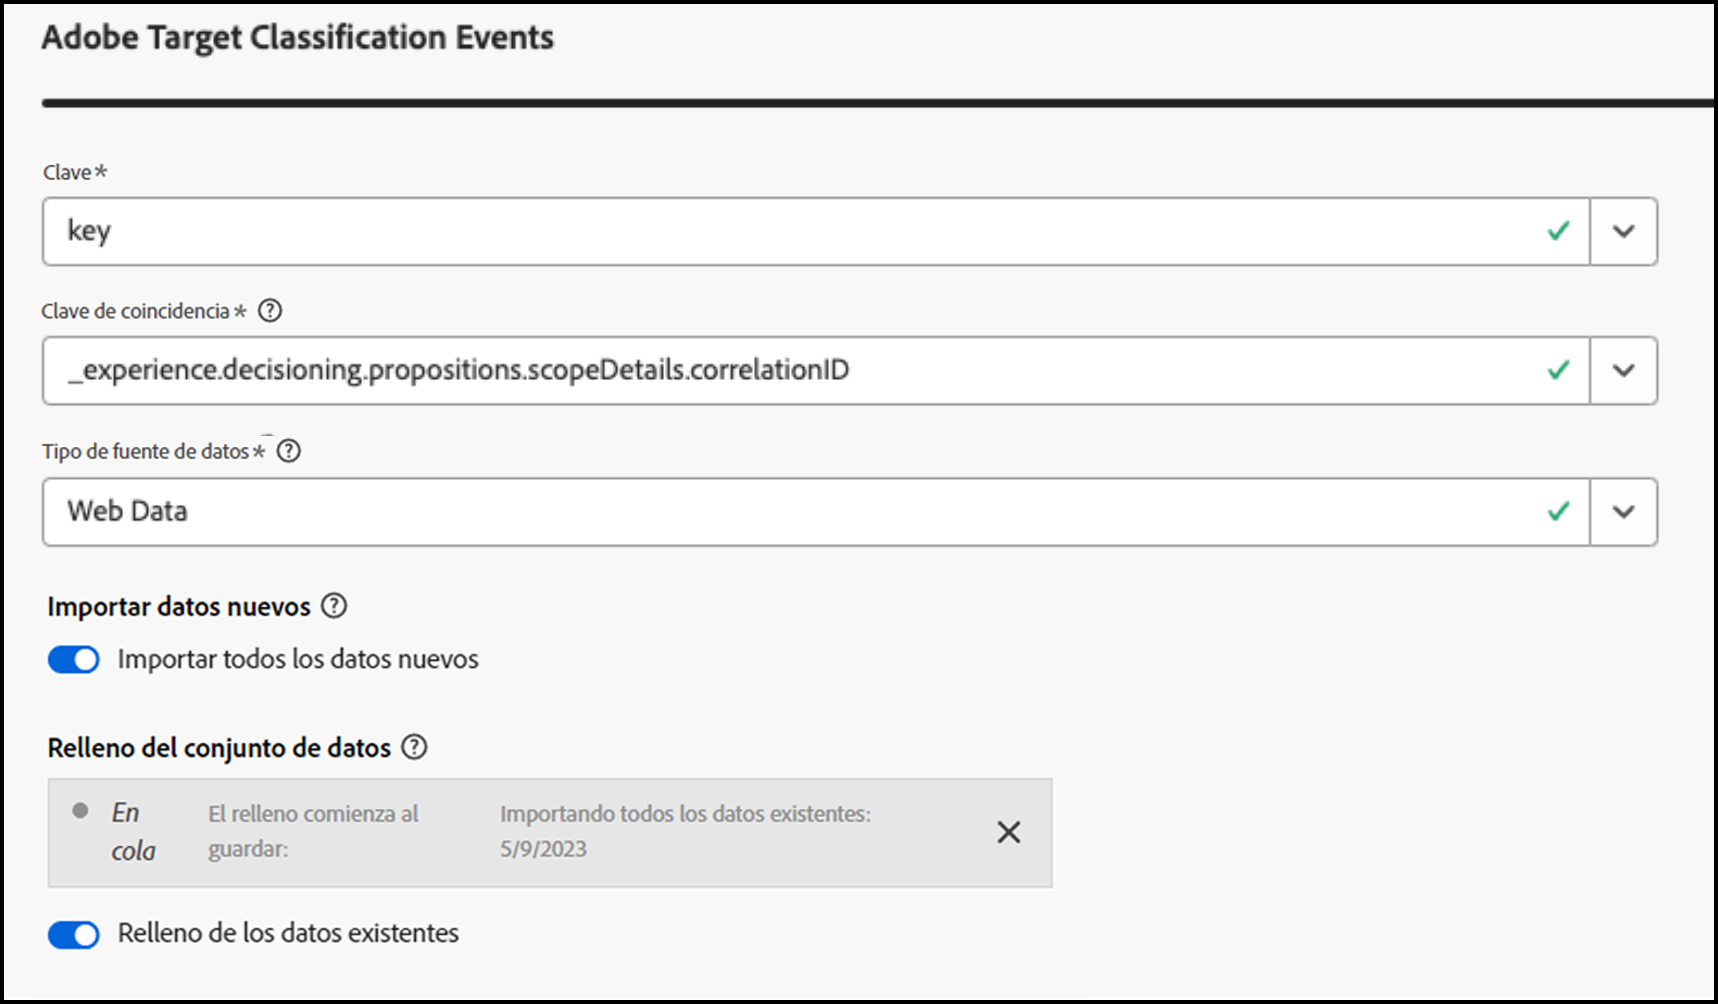 Adobe Target Classification Events
Clave*
key
Clave de coincidencia*
_experience.decisioning.propositions.scopeDetails.correlationID
Tipo de fuente de datos*
Web Data
Importar datos nuevos
Importar todos los datos nuevos
Relleno del conjunto de datos
En
cola
El relleno comienza al
guardar:
Importando todos los datos existentes:
5/9/2023
Relleno de los datos existentes